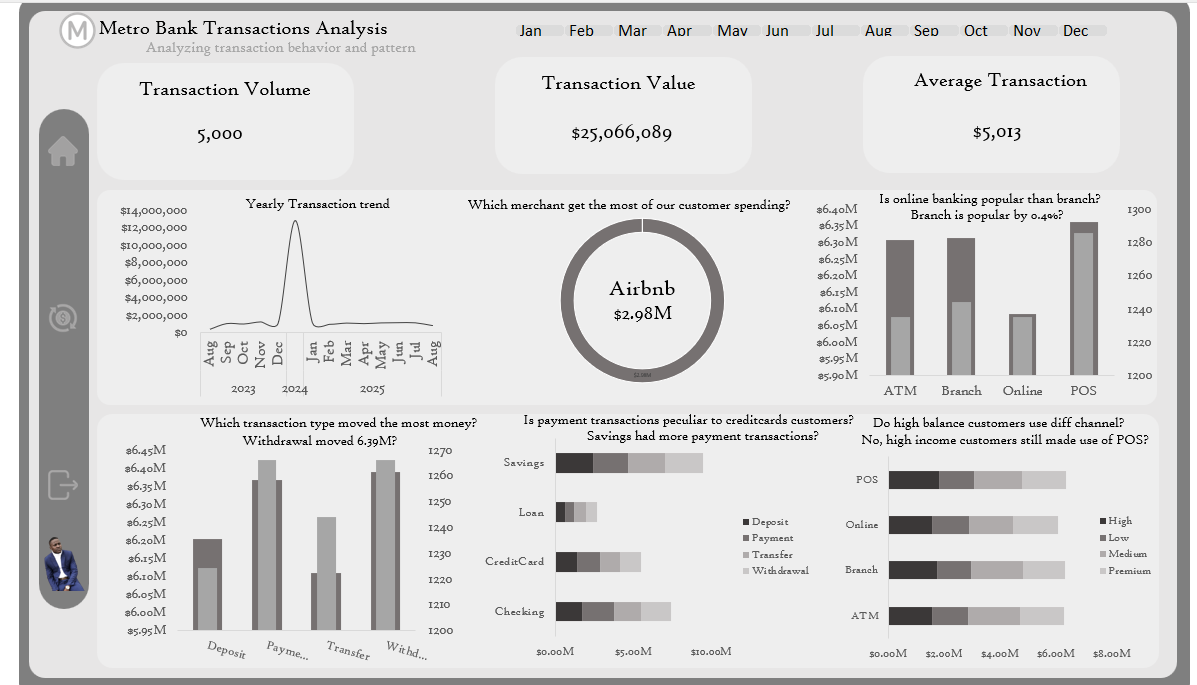 M
Metro Bank Transactions Analysis
Analyzing transaction behavior and pattern
Jan Feb Mar Apr May Jun Jul Aug Sep Oct Nov Dec
Transaction Volume
5,000
Transaction Value
$25,066,089
Average Transaction
$5,013
Yearly Transaction trend
$14,000,000
$12,000,000
$10,000,000
$8,000,000
$6,000,000
$4,000,000
$2,000,000
$0
Aug Sep Oct Nov Dec Jan Feb Mar Apr May Jun Jul Aug
2023 2024 2025
Which merchant get the most of our customer spending?
Airbnb
$2.98M
Is online banking popular than branch?
Branch is popular by 0.4%?
$6.40M
$6.35M
$6.30M
$6.25M
$6.20M
$6.15M
$6.10M
$6.05M
$6.00M
$5.95M
$5.90M
1300
1280
1260
1240
1220
1200
ATM Branch Online POS
Which transaction type moved the most money?
Withdrawal moved 6.39M?
$6.45M
$6.40M
$6.35M
$6.30M
$6.25M
$6.20M
$6.15M
$6.10M
$6.05M
$6.00M
$5.95M
1270
1260
1250
1240
1230
1220
1210
1200
Deposit Payme... Transfer Withd...
Is payment transactions peculiar to creditcards customers?
Savings had more payment transactions?
Savings
Loan
CreditCard
Checking
$0.00M $5.00M $10.00M
Deposit
Payment
Transfer
Withdrawal
Do high balance customers use diff channel?
No, high income customers still made use of POS?
POS
Online
Branch
ATM
$0.00M $2.00M $4.00M $6.00M $8.00M
High
Low
Medium
Premium